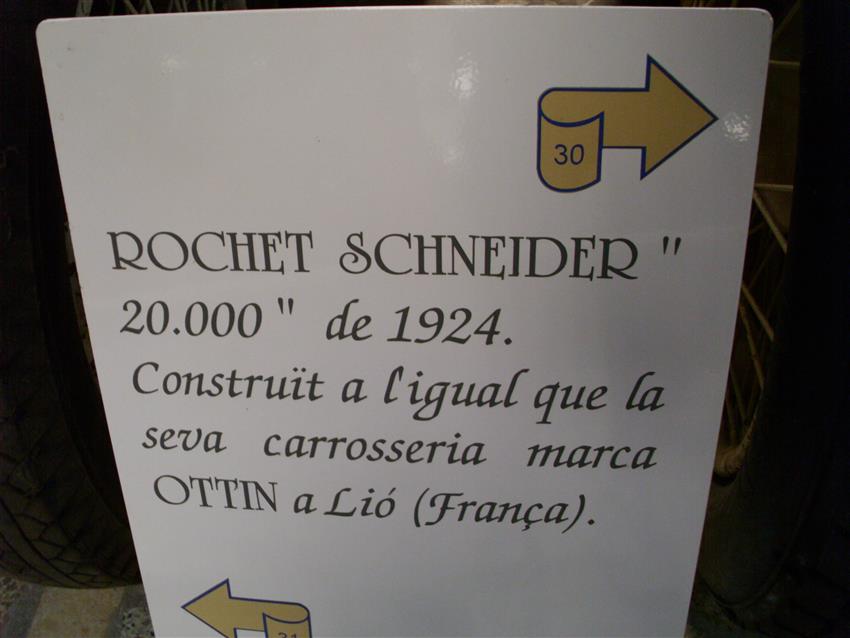 30
ROCHET SCHNEIDER "
20.000 " de 1924.
Construït a l'igual que la
seva carrosseria marca
OTTIN a Lió (França).